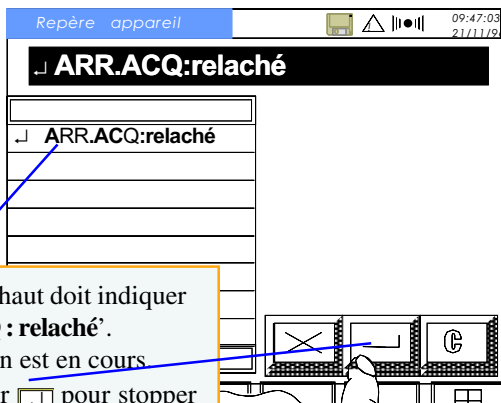 Repère appareil
09:47:03
21/11/9
↵ ARR.ACQ:relaché
↵ ARR.ACQ:relaché
haut doit indiquer
: relaché’.
n est en cours.
r ↵ pour stopper
C